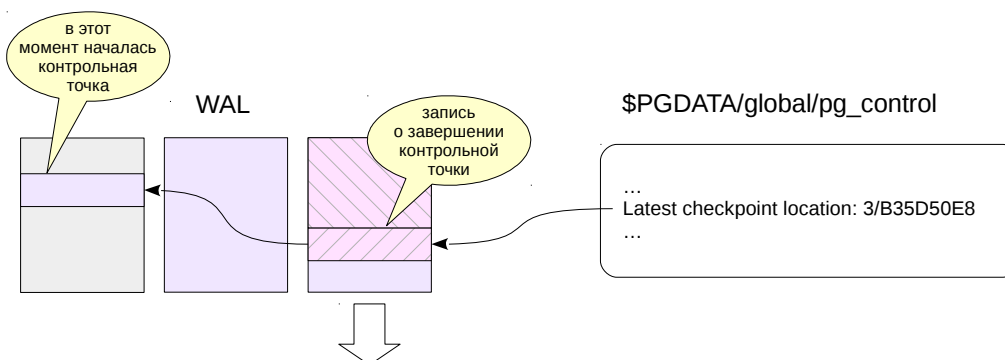 в этот
момент началась
контрольная
точка
WAL
запись
о завершении
контрольной
точки
$PGDATA/global/pg_control
...
Latest checkpoint location: 3/B35D50E8
...